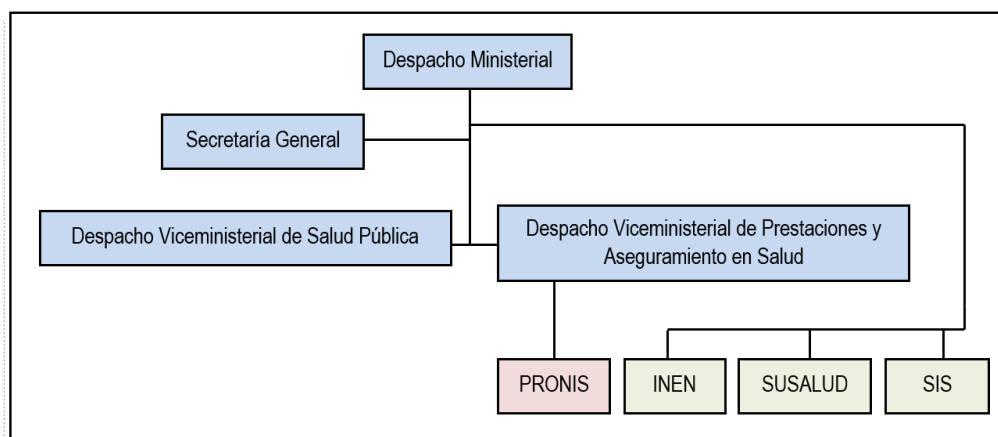 Despacho Ministerial
Secretaría General
Despacho Viceministerial de Salud Pública
Despacho Viceministerial de Prestaciones y
Aseguramiento en Salud
PRONIS
INEN
SUSALUD
SIS